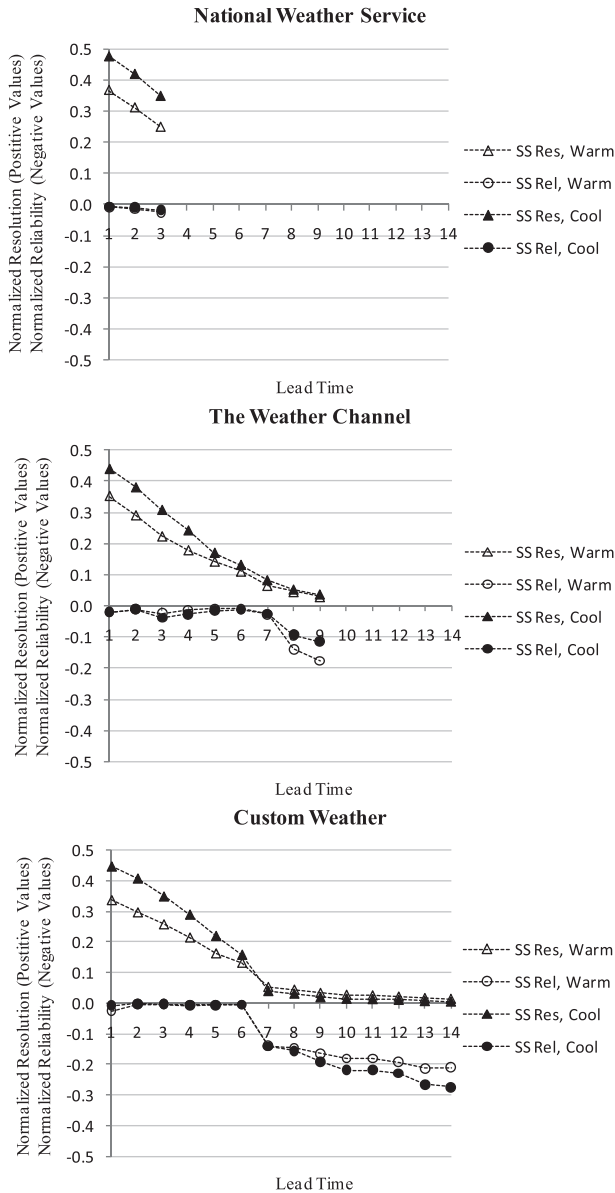 National Weather Service
Normalized Resolution (Postitive Values)
Normalized Reliability (Negative Values)
0.5
0.4
0.3
0.2
0.1
0.0
-0.1
-0.2
-0.3
-0.4
-0.5
1 2 3 4 5 6 7 8 9 10 11 12 13 14
Lead Time
SS Res, Warm
SS Rel, Warm
SS Res, Cool
SS Rel, Cool
The Weather Channel
Normalized Resolution (Postitive Values)
Normalized Reliability (Negative Values)
0.5
0.4
0.3
0.2
0.1
0.0
-0.1
-0.2
-0.3
-0.4
-0.5
1 2 3 4 5 6 7 8 9 10 11 12 13 14
Lead Time
SS Res, Warm
SS Rel, Warm
SS Res, Cool
SS Rel, Cool
Custom Weather
Normalized Resolution (Postitive Values)
Normalized Reliability (Negative Values)
0.5
0.4
0.3
0.2
0.1
0.0
-0.1
-0.2
-0.3
-0.4
-0.5
1 2 3 4 5 6 7 8 9 10 11 12 13 14
Lead Time
SS Res, Warm
SS Rel, Warm
SS Res, Cool
SS Rel, Cool